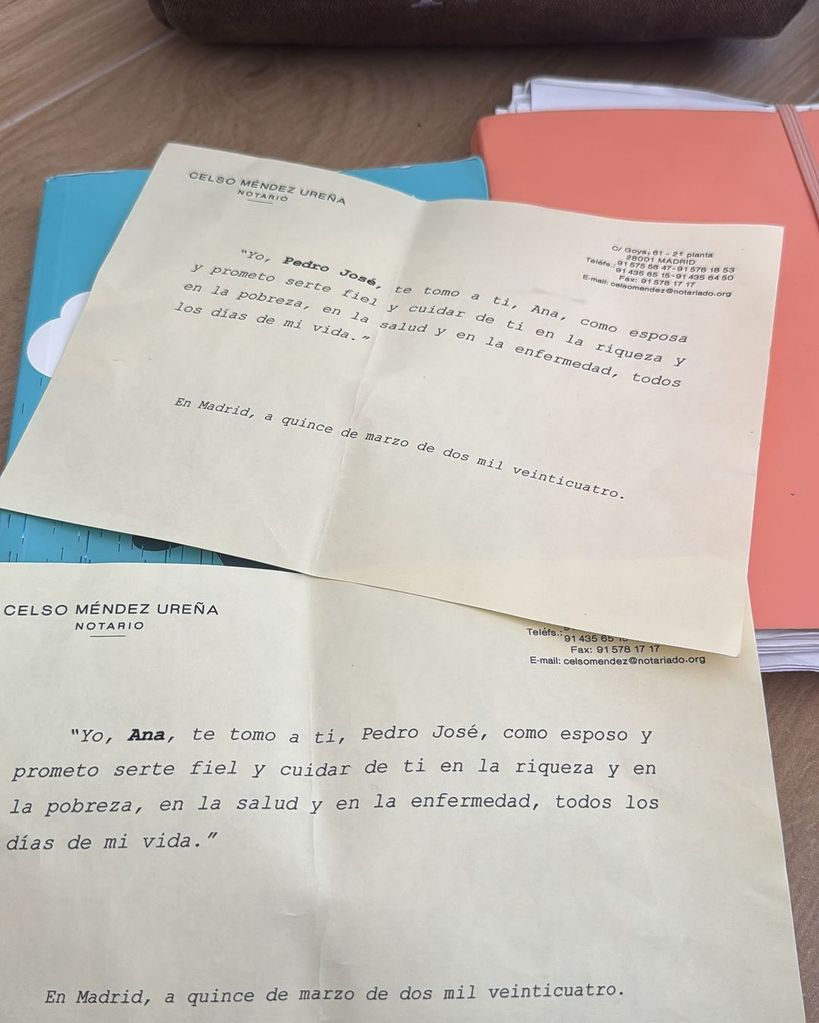 CELSO MÉNDEZ UREÑA
NOTARIO
C/ Goya, 61 - 2ª planta
28001 MADRID
Teléfs.: 91 575 58 47-91 576 18 53
91 435 65 15-91 435 64 50
Fax: 91 578 17 17
E-mail: celsomendez@notariado.org
"Yo, Pedro José, te tomo a ti, Ana, como esposa
y prometo serte fiel y cuidar de ti en la riqueza y
en la pobreza, en la salud y en la enfermedad, todos
los días de mi vida."
En Madrid, a quince de marzo de dos mil veinticuatro.
CELSO MÉNDEZ UREÑA
NOTARIO
Teléfs.:
91 435 65
Fax: 91 578 17 17
E-mail: celsomendez@notariado.org
"Yo, Ana, te tomo a ti, Pedro José, como esposo y
prometo serte fiel y cuidar de ti en la riqueza y en
la pobreza, en la salud y en la enfermedad, todos los
días de mi vida."
En Madrid, a quince de marzo de dos mil veinticuatro.